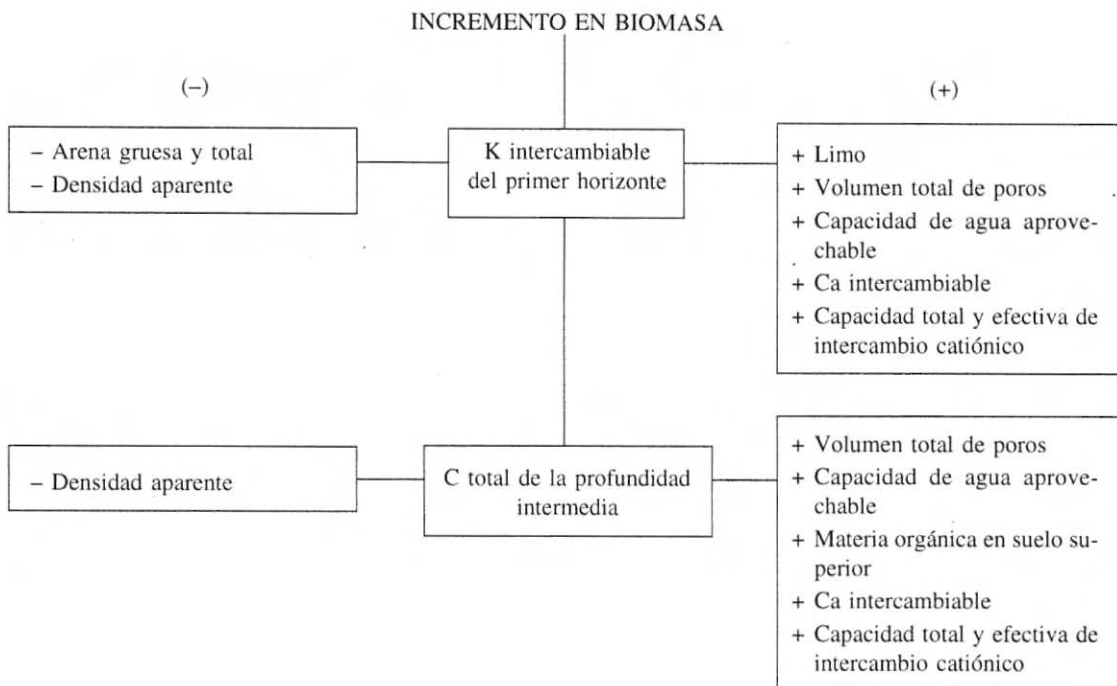 INCREMENTO EN BIOMASA
(–)
(+)
– Arena gruesa y total
– Densidad aparente
K intercambiable
del primer horizonte
+ Limo
+ Volumen total de poros
+ Capacidad de agua aprove-
chable
+ Ca intercambiable
+ Capacidad total y efectiva de
intercambio catiónico
– Densidad aparente
C total de la profundidad
intermedia
+ Volumen total de poros
+ Capacidad de agua aprove-
chable
+ Materia orgánica en suelo su-
perior
+ Ca intercambiable
+ Capacidad total y efectiva de
intercambio catiónico